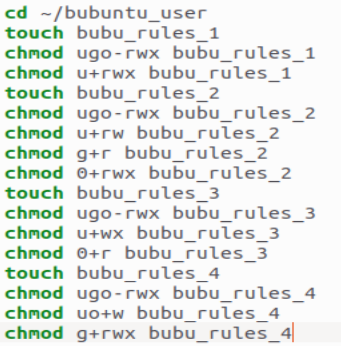 cd ~/bubuntu_user
touch bubu_rules_1
chmod ugo-rwx bubu_rules_1
chmod u+rwx bubu_rules_1
touch bubu_rules_2
chmod ugo-rwx bubu_rules_2
chmod u+rw bubu_rules_2
chmod g+r bubu_rules_2
chmod 0+rwx bubu_rules_2
touch bubu_rules_3
chmod ugo-rwx bubu_rules_3
chmod u+wx bubu_rules_3
chmod 0+r bubu_rules_3
touch bubu_rules_4
chmod ugo-rwx bubu_rules_4
chmod uo+w bubu_rules_4
chmod g+rwx bubu_rules_4